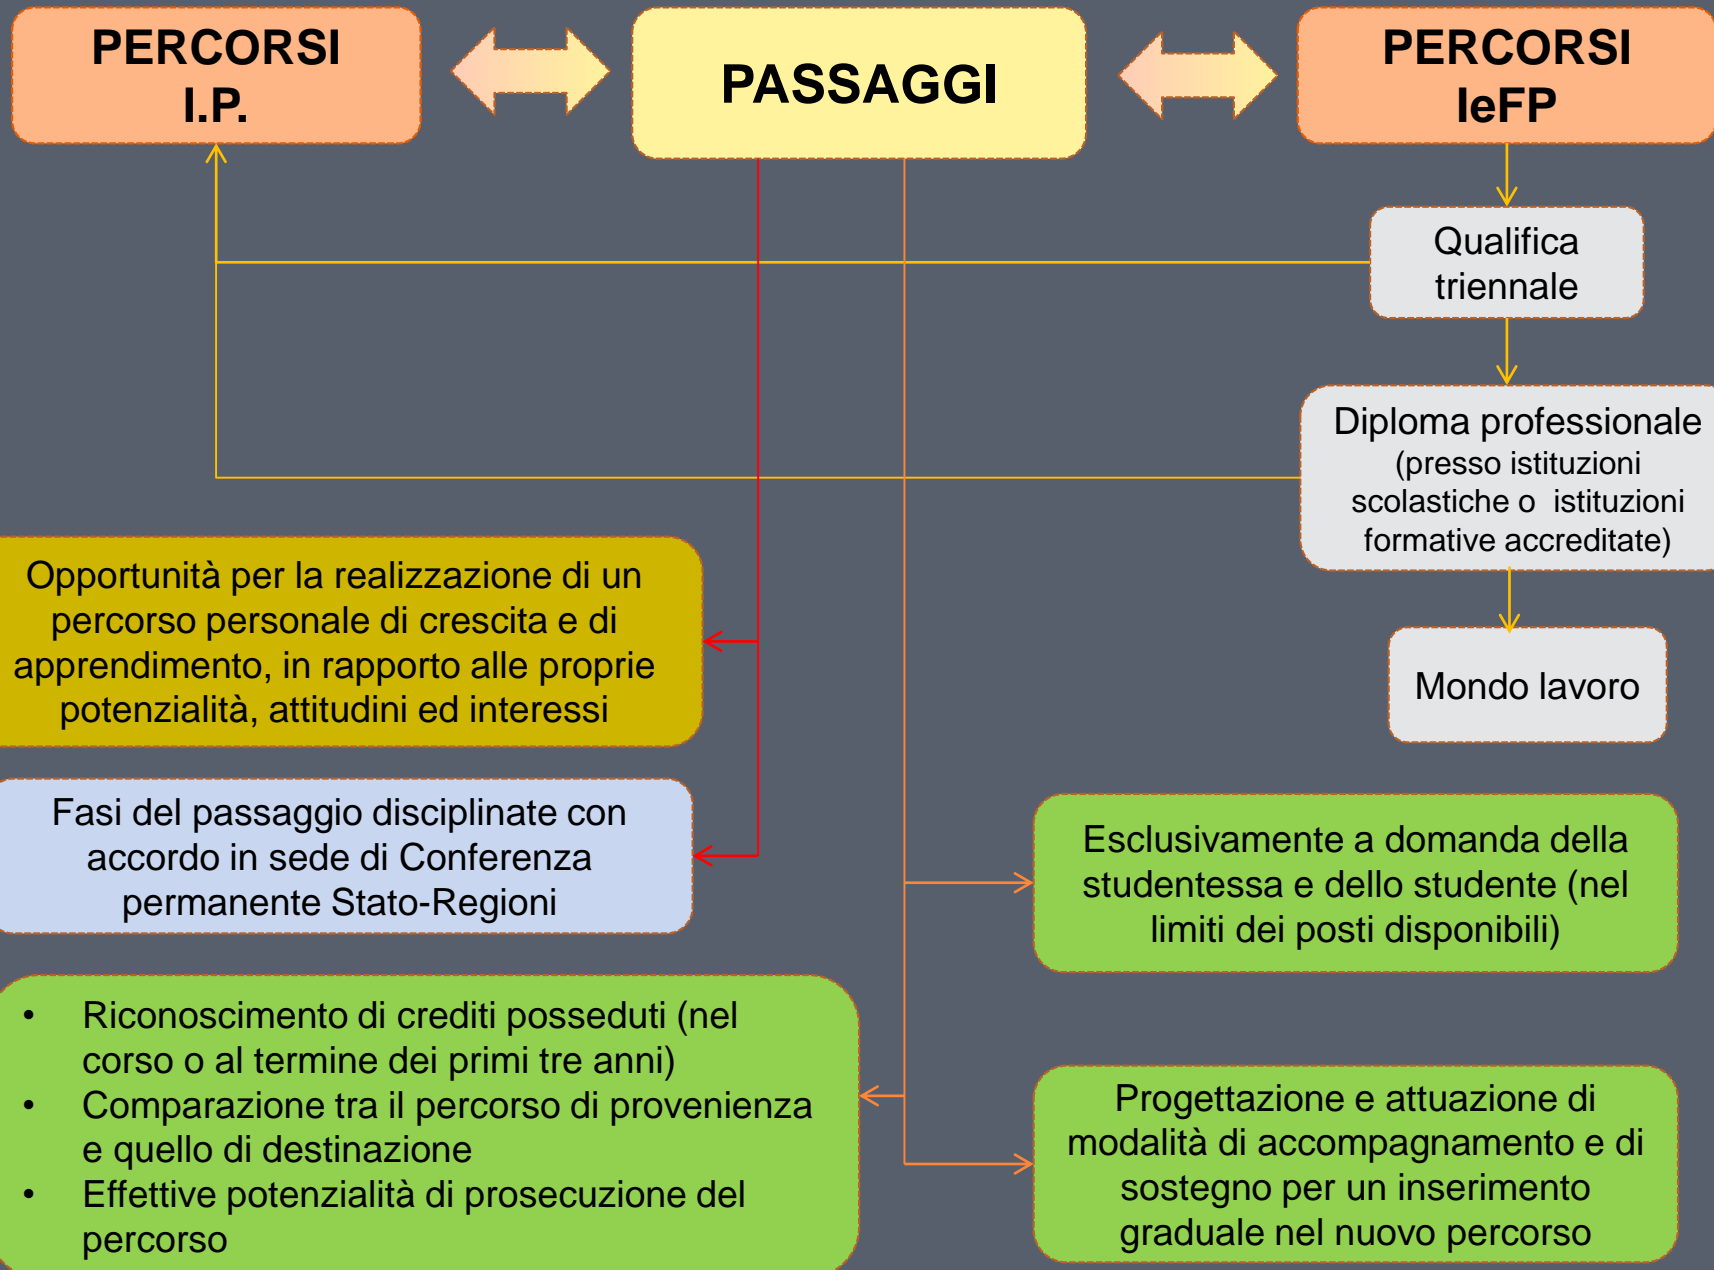 PERCORSI
I.P.
PASSAGGI
PERCORSI
IeFP
Qualifica
triennale
Diploma professionale
(presso istituzioni
scolastiche o istituzioni
formative accreditate)
Mondo lavoro
Opportunità per la realizzazione di un
percorso personale di crescita e di
apprendimento, in rapporto alle proprie
potenzialità, attitudini ed interessi
Fasi del passaggio disciplinate con
accordo in sede di Conferenza
permanente Stato-Regioni
Esclusivamente a domanda della
studentessa e dello studente (nel
limiti dei posti disponibili)
• Riconoscimento di crediti posseduti (nel
corso o al termine dei primi tre anni)
• Comparazione tra il percorso di provenienza
e quello di destinazione
• Effettive potenzialità di prosecuzione del
percorso
Progettazione e attuazione di
modalità di accompagnamento e di
sostegno per un inserimento
graduale nel nuovo percorso